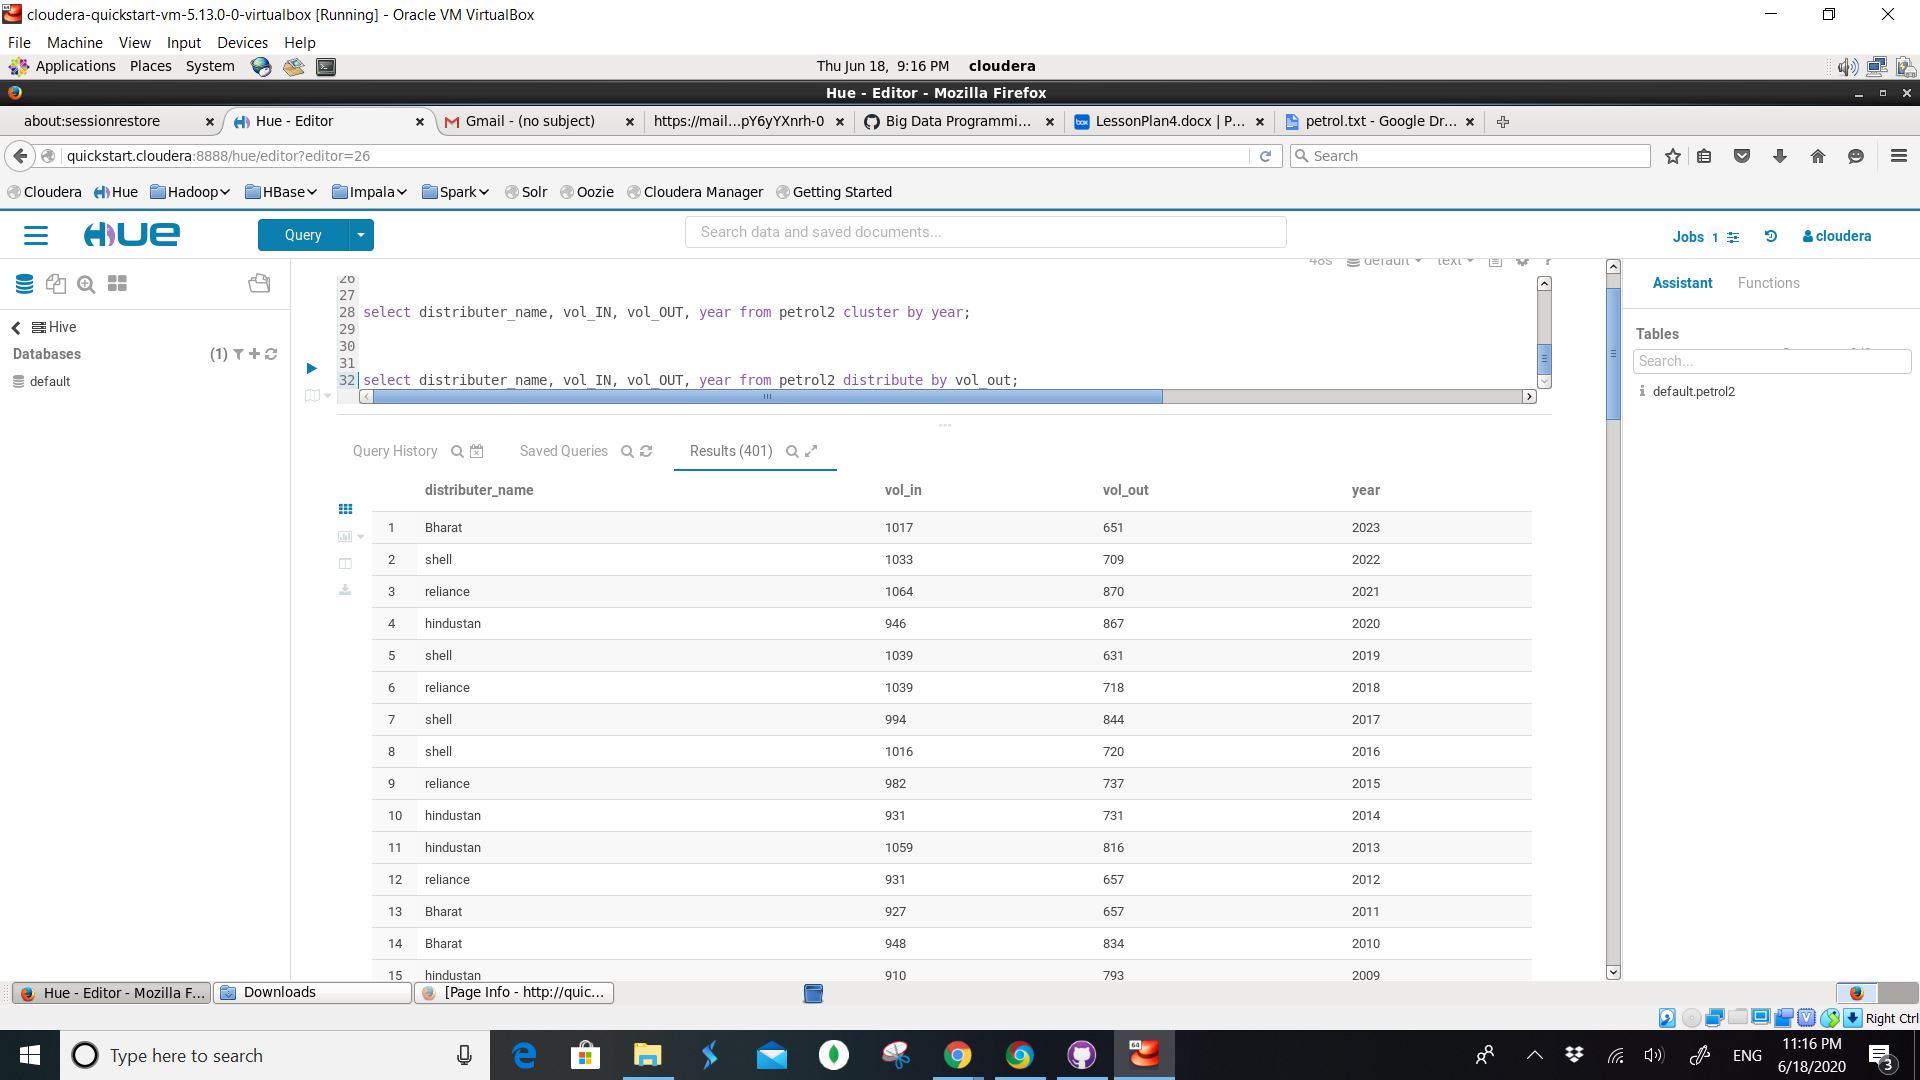 cloudera-quickstart-vm-5.13.0-0-virtualbox [Running] - Oracle VM VirtualBox
File Machine View Input Devices Help
Applications Places System Thu Jun 18, 9:16 PM cloudera
Hue - Editor - Mozilla Firefox
about:sessionrestore Hue - Editor Gmail - (no subject) https://mail...pY6yYXnrh-0 Big Data Programmi... LessonPlan4.docx | P... petrol.txt - Google Dr...
quickstart.cloudera:8888/hue/editor?editor=26 Search
Cloudera Hue Hadoop HBase Impala Spark Solr Oozie Cloudera Manager Getting Started
HUE Query Search data and saved documents... Jobs 1 cloudera
48s default text ?
Assistant Functions
Hive
Databases (1)
default
Tables
Search...
default.petrol2
26
27
28 select distributer_name, vol_IN, vol_OUT, year from petrol2 cluster by year;
29
30
31
32 select distributer_name, vol_IN, vol_OUT, year from petrol2 distribute by vol_out;
Query History Saved Queries Results (401)
distributer_name vol_in vol_out year
1 Bharat 1017 651 2023
2 shell 1033 709 2022
3 reliance 1064 870 2021
4 hindustan 946 867 2020
5 shell 1039 631 2019
6 reliance 1039 718 2018
7 shell 994 844 2017
8 shell 1016 720 2016
9 reliance 982 737 2015
10 hindustan 931 731 2014
11 hindustan 1059 816 2013
12 reliance 931 657 2012
13 Bharat 927 657 2011
14 Bharat 948 834 2010
15 hindustan 910 793 2009
Hue - Editor - Mozilla F... Downloads [Page Info - http://quic...
Right Ctrl
Type here to search ENG 11:16 PM
6/18/2020 3